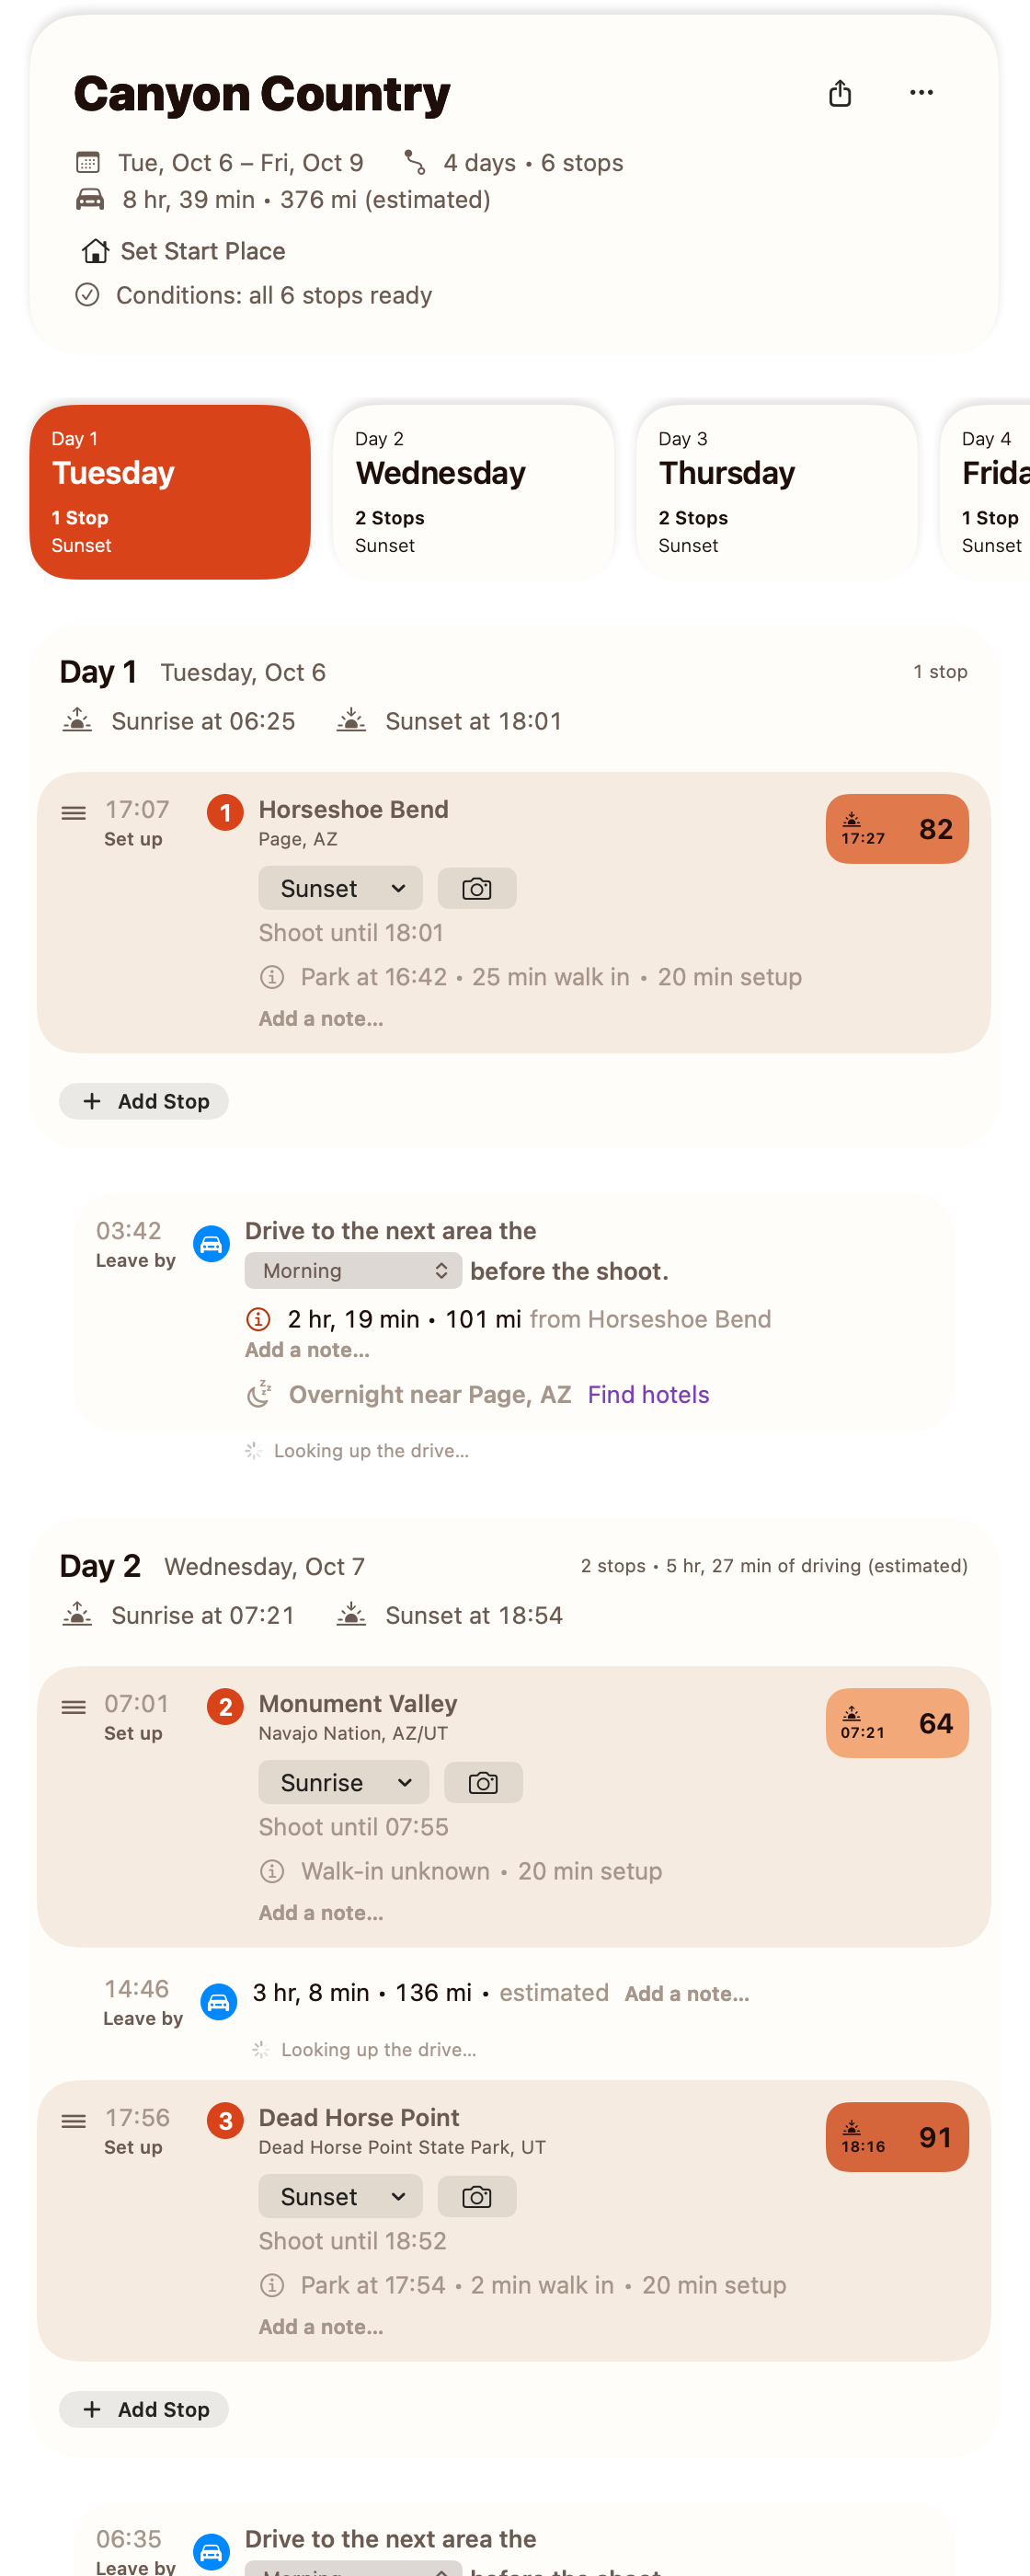 Canyon Country
Tue, Oct 6 – Fri, Oct 9 4 days • 6 stops
8 hr, 39 min • 376 mi (estimated)
Set Start Place
Conditions: all 6 stops ready
Day 1
Tuesday
1 Stop
Sunset
Day 2
Wednesday
2 Stops
Sunset
Day 3
Thursday
2 Stops
Sunset
Day 4
Frida
1 Stop
Sunset
Day 1 Tuesday, Oct 6 1 stop
Sunrise at 06:25 Sunset at 18:01
17:07
Set up
1 Horseshoe Bend
Page, AZ
17:27 82
Sunset
Shoot until 18:01
Park at 16:42 • 25 min walk in • 20 min setup
Add a note...
+ Add Stop
03:42
Leave by
Drive to the next area the
Morning before the shoot.
2 hr, 19 min • 101 mi from Horseshoe Bend
Add a note...
Overnight near Page, AZ Find hotels
Looking up the drive...
Day 2 Wednesday, Oct 7 2 stops • 5 hr, 27 min of driving (estimated)
Sunrise at 07:21 Sunset at 18:54
07:01
Set up
2 Monument Valley
Navajo Nation, AZ/UT
07:21 64
Sunrise
Shoot until 07:55
Walk-in unknown • 20 min setup
Add a note...
14:46
Leave by
3 hr, 8 min • 136 mi • estimated Add a note...
Looking up the drive...
17:56
Set up
3 Dead Horse Point
Dead Horse Point State Park, UT
18:16 91
Sunset
Shoot until 18:52
Park at 17:54 • 2 min walk in • 20 min setup
Add a note...
+ Add Stop
06:35
Leave by
Drive to the next area the